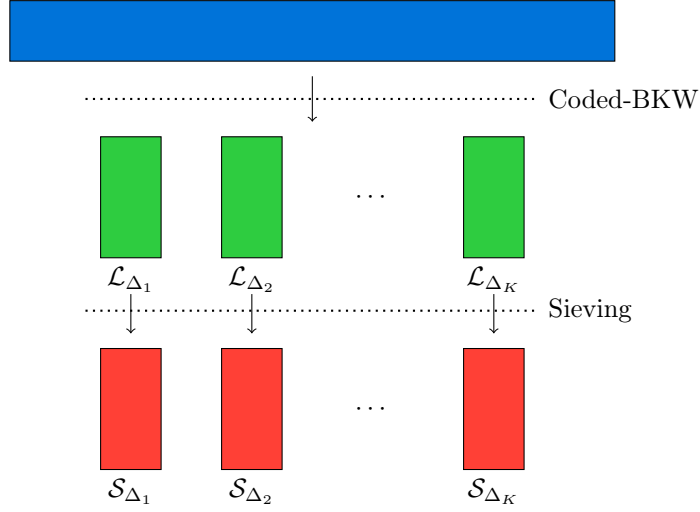 Coded-BKW
. . .
𝓛_{Δ_1} 𝓛_{Δ_2} 𝓛_{Δ_K}
Sieving
. . .
𝓢_{Δ_1} 𝓢_{Δ_2} 𝓢_{Δ_K}